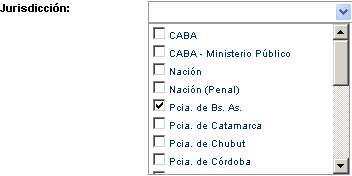 Jurisdicción:
CABA
CABA - Ministerio Público
Nación
Nación (Penal)
Pcia. de Bs. As.
Pcia. de Catamarca
Pcia. de Chubut
Pcia. de Córdoba